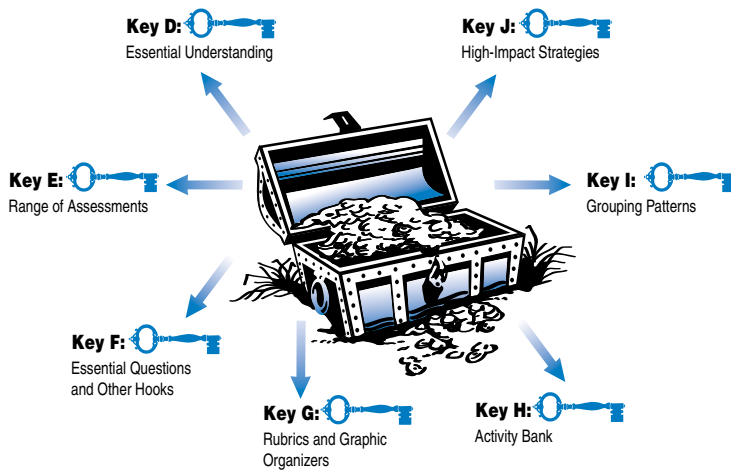 Key D:
Essential Understanding
Key J:
High-Impact Strategies
Key E:
Range of Assessments
Key I:
Grouping Patterns
Key F:
Essential Questions
and Other Hooks
Key G:
Rubrics and Graphic
Organizers
Key H:
Activity Bank